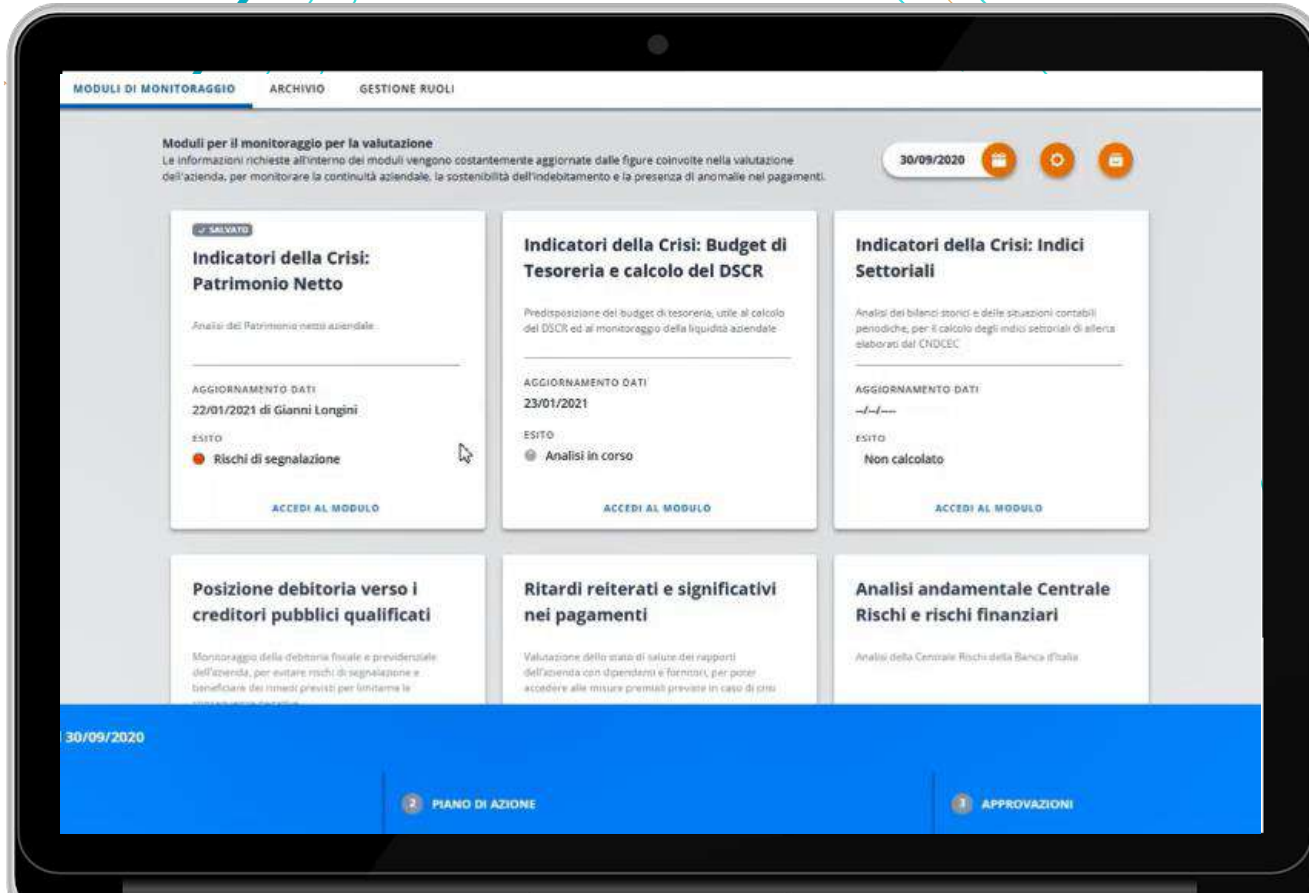 MODULI DI MONITORAGGIO ARCHIVIO GESTIONE RUOLI
Moduli per il monitoraggio per la valutazione
Le informazioni richieste all'interno dei moduli vengono costantemente aggiornate dalle figure coinvolte nella valutazione
dell'azienda, per monitorare la continuità aziendale, la sostenibilità dell'indebitamento e la presenza di anomalie nei pagamenti.
30/09/2020
SALVATO
Indicatori della Crisi:
Patrimonio Netto
Analisi del Patrimonio netto aziendale
AGGIORNAMENTO DATI
22/01/2021 di Gianni Longini
ESITO
Rischi di segnalazione
ACCEDI AL MODULO
Indicatori della Crisi: Budget di
Tesoreria e calcolo del DSCR
Predisposizione del budget di tesoreria, utile al calcolo
del DSCR ed al monitoraggio della liquidità aziendale
AGGIORNAMENTO DATI
23/01/2021
ESITO
Analisi in corso
ACCEDI AL MODULO
Indicatori della Crisi: Indici
Settoriali
Analisi dei bilanci storici e delle situazioni contabili
periodiche, per il calcolo degli indici settoriali di allerta
elaborati dal CNDCEC
AGGIORNAMENTO DATI
--/--/----
ESITO
Non calcolato
ACCEDI AL MODULO
Posizione debitoria verso i
creditori pubblici qualificati
Monitoraggio della debitoria fiscale e previdenziale
dell'azienda, per evitare rischi di segnalazione e
beneficiare dei rimedi previsti per limitarne le
Ritardi reiterati e significativi
nei pagamenti
Valutazione dello stato di salute dei rapporti
dell'azienda con dipendenti e fornitori, per poter
accedere alle misure premiali previste in caso di crisi
Analisi andamentale Centrale
Rischi e rischi finanziari
Analisi della Centrale Rischi della Banca d'Italia
30/09/2020
2 PIANO DI AZIONE
3 APPROVAZIONI